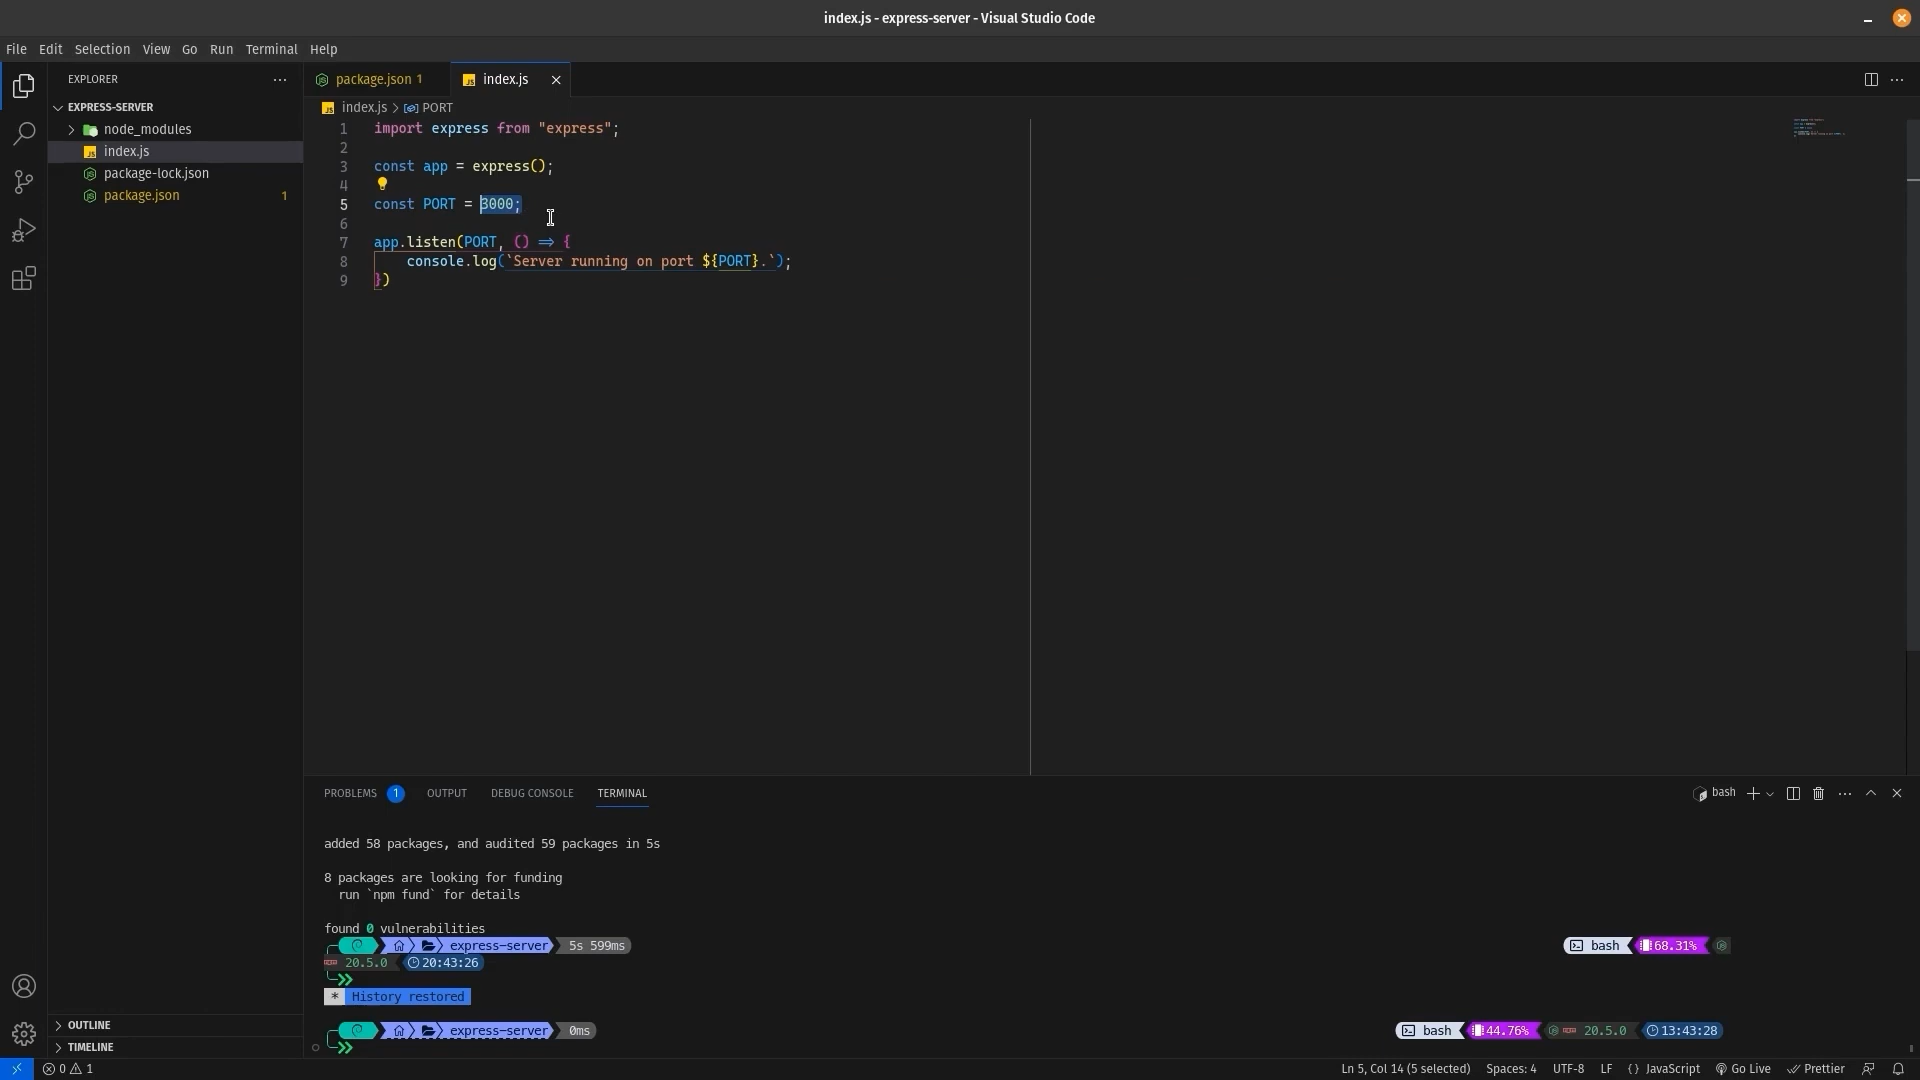 index.js - express-server - Visual Studio Code
File Edit Selection View Go Run Terminal Help
EXPLORER
package.json 1
index.js
EXPRESS-SERVER
index.js > PORT
node_modules
index.js
package-lock.json
package.json 1
1 import express from "express";
2
3 const app = express();
4
5 const PORT = 3000;
6
7 app.listen(PORT, () => {
8 console.log(`Server running on port ${PORT}.`);
9 })
PROBLEMS 1 OUTPUT DEBUG CONSOLE TERMINAL
bash
added 58 packages, and audited 59 packages in 5s
8 packages are looking for funding
run `npm fund` for details
found 0 vulnerabilities
express-server 5s 599ms bash 68.31%
20.5.0 20:43:26
* History restored
express-server 0ms bash 44.76% 20.5.0 13:43:28
OUTLINE
TIMELINE
0 1 Ln 5, Col 14 (5 selected) Spaces: 4 UTF-8 LF {} JavaScript Go Live Prettier